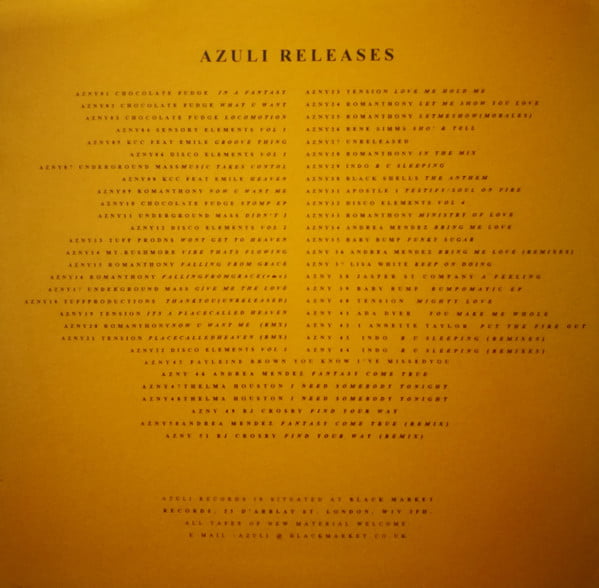 AZULI RELEASES
AZNY01 CHOCOLATE FUDGE IN A FANTASY
AZNY02 CHOCOLATE FUDGE WHAT U WANT
AZNY03 CHOCOLATE FUDGE LOCOMOTION
AZNY04 SENSORY ELEMENTS VOL 1
AZNY05 KCC FEAT EMILE GROOVE THING
AZNY06 DISCO ELEMENTS VOL 1
AZNY07 UNDERGROUND MASSMUSIC TAKES CONTOL
AZNY08 KCC FEAT EMILE HEAVEN
AZNY09 ROMANTHONY NOW U WANT ME
AZNY10 CHOCOLATE FUDGE STOMP EP
AZNY11 UNDERGROUND MASS DIDN'T I
AZNY12 DISCO ELEMENTS VOL 2
AZNY13 TUFF PRODNS WONT GET TO HEAVEN
AZNY14 MY.RUSHMORE VIBE THATS FLOWING
AZNY15 ROMANTHONY FALLING FROM GRACE
AZNY16 ROMANTHONY FALLINGFROMGRACE(rmx)
AZNY17 UNDEKGROUND MASS GIVE ME THE LOVE
AZNY18 TUFFPRODUCTIONS THANKYOU(UNRELEASED)
AZNY19 TENSION ITS A PLACECALLED HEAVEN
AZNY20 ROMANTHONYNOW U WANT ME (RMX)
AZNY21 TENSION PLACECALLEDHEAVEN (RMX)
AZNY22 DISCO ELEMENTS VOL 3
AZNY23 TENSION LOVE ME HOLD ME
AZNY24 ROMANTHONY LET ME SHOW YOU LOVE
AZNY25 ROMANTHONY LETMESHOW(MORALES)
AZNY26 RENE GIMMS SHO' & TELL
AZNY27 UNRELEASED
AZNY28 ROMANTHONY IN THE MIX
AZNY29 INDO B U SLEEPING
AZNY30 BLACK SHELLS THE ANTHEM
AZNY31 APOSTLE 1 TESTIFY/SOUL ON FIRE
AZNY32 DISCO ELEMENTS VOL 4
AZNY33 ROMANTHONY MINISTRY OF LOVE
AZNY34 ANDREA MENDEZ BRING ME LOVE
AZNY35 BABY BUMP FUNKY SUGAR
AZNY 36 ANDREA MENDEZ BRING ME LOVE (REMIXES)
AZNY 37 LISA WHITE KEEP ON DOING
AZNY 38 JASPER ST COMPANY A FEELING
AZNY 39 BABY BUMP BUMPOMATIC EP
AZNY 40 TENSION MIGHTY LOVE
AZNY 41 ADA DYER YOU MAKE ME WHOLE
AZNY 42 I ANNETTE TAYLOR PUT THE FIRE OUT
AZNY 43 INDO B U SLEEPING (REMIXES)
AZNY 44 INDO B U SLEEPING (REMIXES)
AZNY45 PAULEINE BROWN YOU KNOW I'VE MISSEDYOU
AZNY 46 ANDREA MENDEZ FANTASY COME TRUE
AZNY47THELMA HOUSTON I NEED SOMEBODY TONIGHT
AZNY48THELMA HOUSTON I NEED SOMEBODY TONIGHT
AZNY 49 BJ CROSBY FIND YOUR WAY
AZNY50ANDREA MENDEZ FANTASY COME TRUE (REMIX)
AZNY 51 BJ CROSBY FIND YOUR WAY (REMIX)
AZULI RECORDS IS SITUATED AT BLACK MARKET
RECORDS, 25 D'ARBLAY ST. LONDON, W1V 3FH.
ALL TAPES OF NEW MATERIAL WELCOME
E MAIL :AZULI @ BLACKMARKET.CO.UK